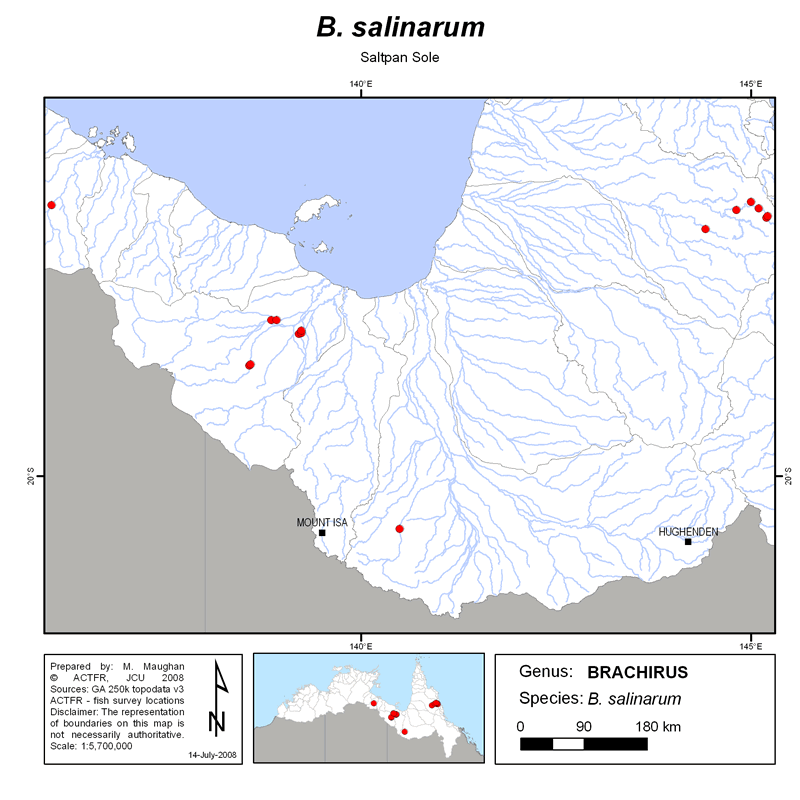 B. salinarum
Saltpan Sole
140°E
145°E
20°S
20°S
MOUNT ISA
HUGHENDEN
140°E
145°E
Prepared by: M. Maughan
© ACTFR, JCU 2008
Sources: GA 250k topodata v3
ACTFR - fish survey locations
Disclaimer: The representation
of boundaries on this map is
not necessarily authoritative.
Scale: 1:5,700,000
N
14-July-2008
Genus: BRACHIRUS
Species: B. salinarum
0 90 180 km